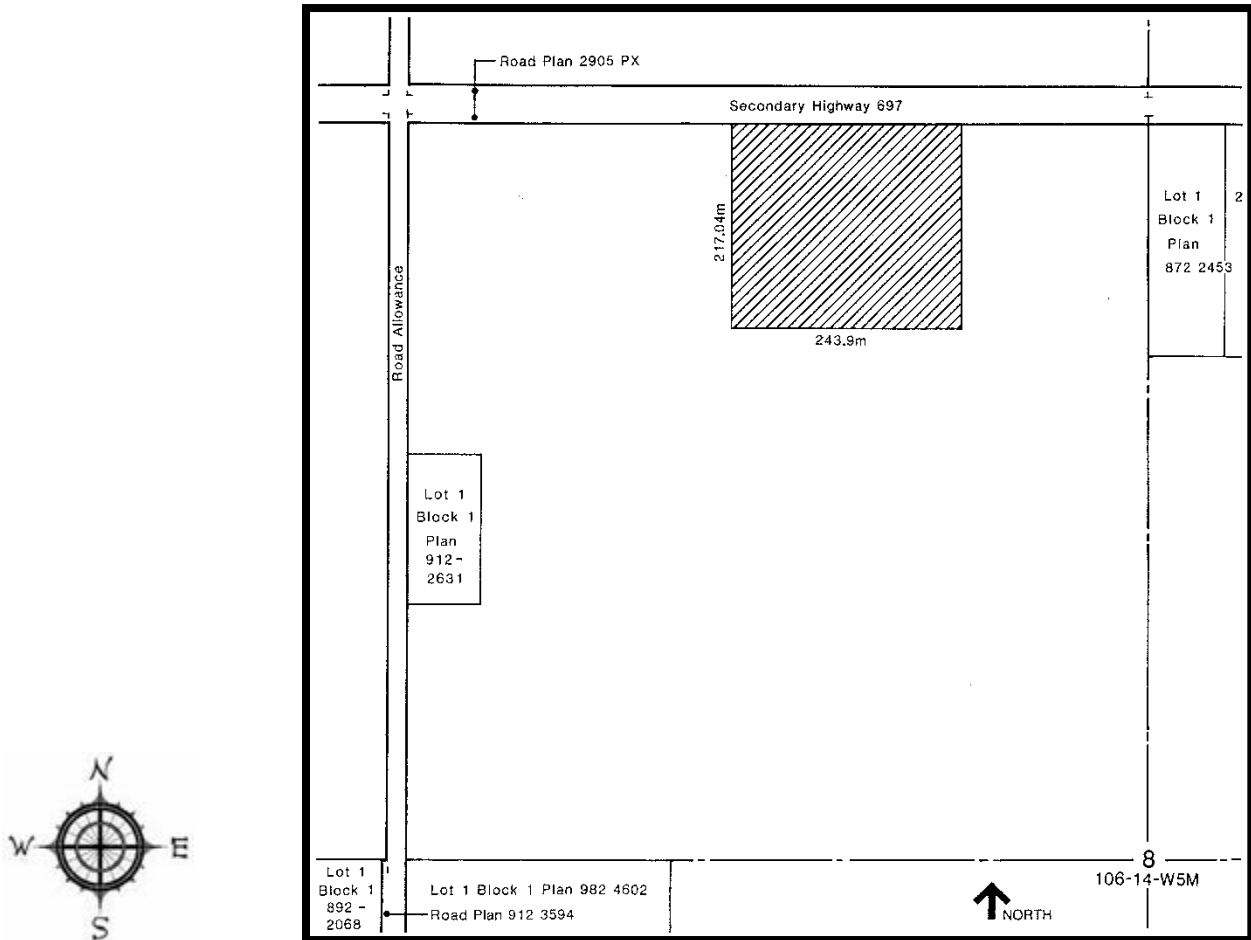 Road Plan 2905 PX
Secondary Highway 697
Lot 1
Block 1
Plan
872 2453
2
217.04m
243.9m
Road Allowance
Lot 1
Block 1
Plan
912-
2631
N
W
E
S
8
106-14-W5M
Lot 1
Block 1
892 -
2068
Lot 1 Block 1 Plan 982 4602
Road Plan 912 3594
NORTH